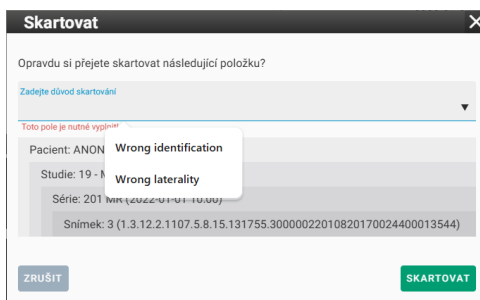 Skartovat
Opravdu si přejete skartovat následující položku?
Zadejte důvod skartování
Toto pole je nutné
Wrong identification
Wrong laterality
Pacient: ANON
Studie: 19 -
Série: 201 MR (2022-01-01 10:00)
Snímek: 3 (1.3.12.2.1107.5.8.15.131755.30000022010820170024400013544)
ZRUŠIT
SKARTOVAT